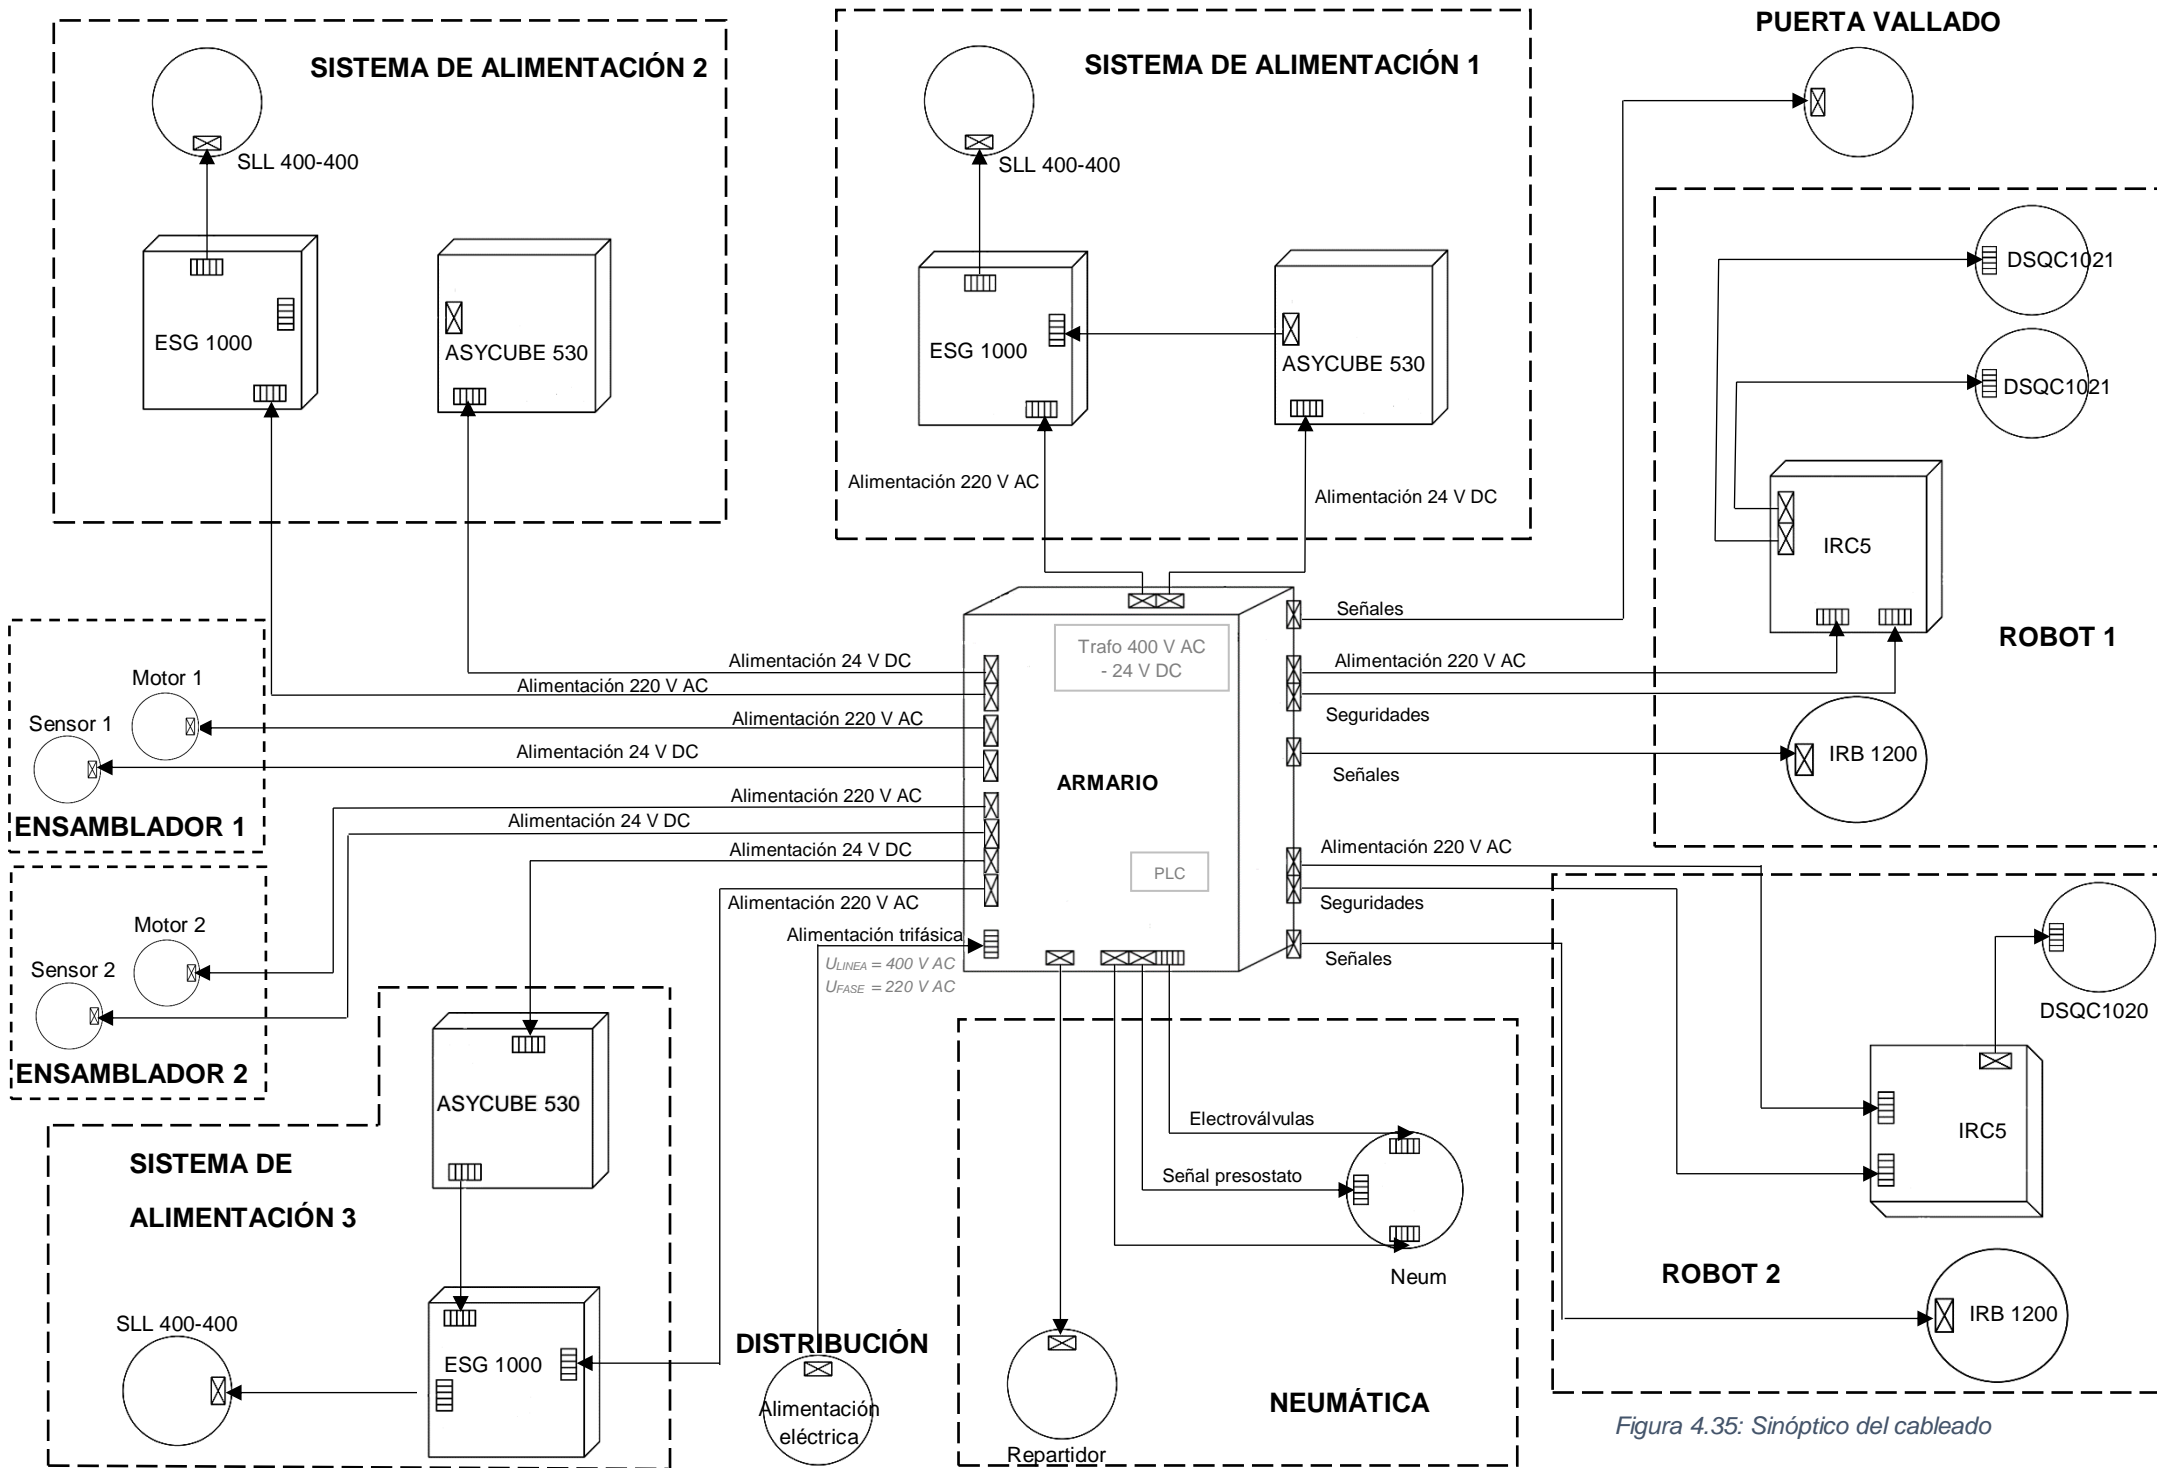 SISTEMA DE ALIMENTACIÓN 2
SLL 400-400
ESG 1000
ASYCUBE 530
SISTEMA DE ALIMENTACIÓN 1
SLL 400-400
ESG 1000
ASYCUBE 530
Alimentación 220 V AC
Alimentación 24 V DC
PUERTA VALLADO
DSQC1021
DSQC1021
IRC5
ROBOT 1
IRB 1200
Motor 1
Sensor 1
ENSAMBLADOR 1
Motor 2
Sensor 2
ENSAMBLADOR 2
Alimentación 24 V DC
Alimentación 220 V AC
Alimentación 220 V AC
Alimentación 24 V DC
Alimentación 220 V AC
Alimentación 24 V DC
Alimentación 24 V DC
Alimentación 220 V AC
Alimentación trifásica
ULINEA = 400 V AC
UFASE = 220 V AC
Trafo 400 V AC
- 24 V DC
ARMARIO
PLC
Señales
Alimentación 220 V AC
Seguridades
Señales
Alimentación 220 V AC
Seguridades
Señales
DSQC1020
IRC5
ROBOT 2
IRB 1200
SISTEMA DE
ALIMENTACIÓN 3
ASYCUBE 530
SLL 400-400
ESG 1000
DISTRIBUCIÓN
Alimentación
eléctrica
Electroválvulas
Señal presostato
Neum
Repartidor
NEUMÁTICA
Figura 4.35: Sinóptico del cableado